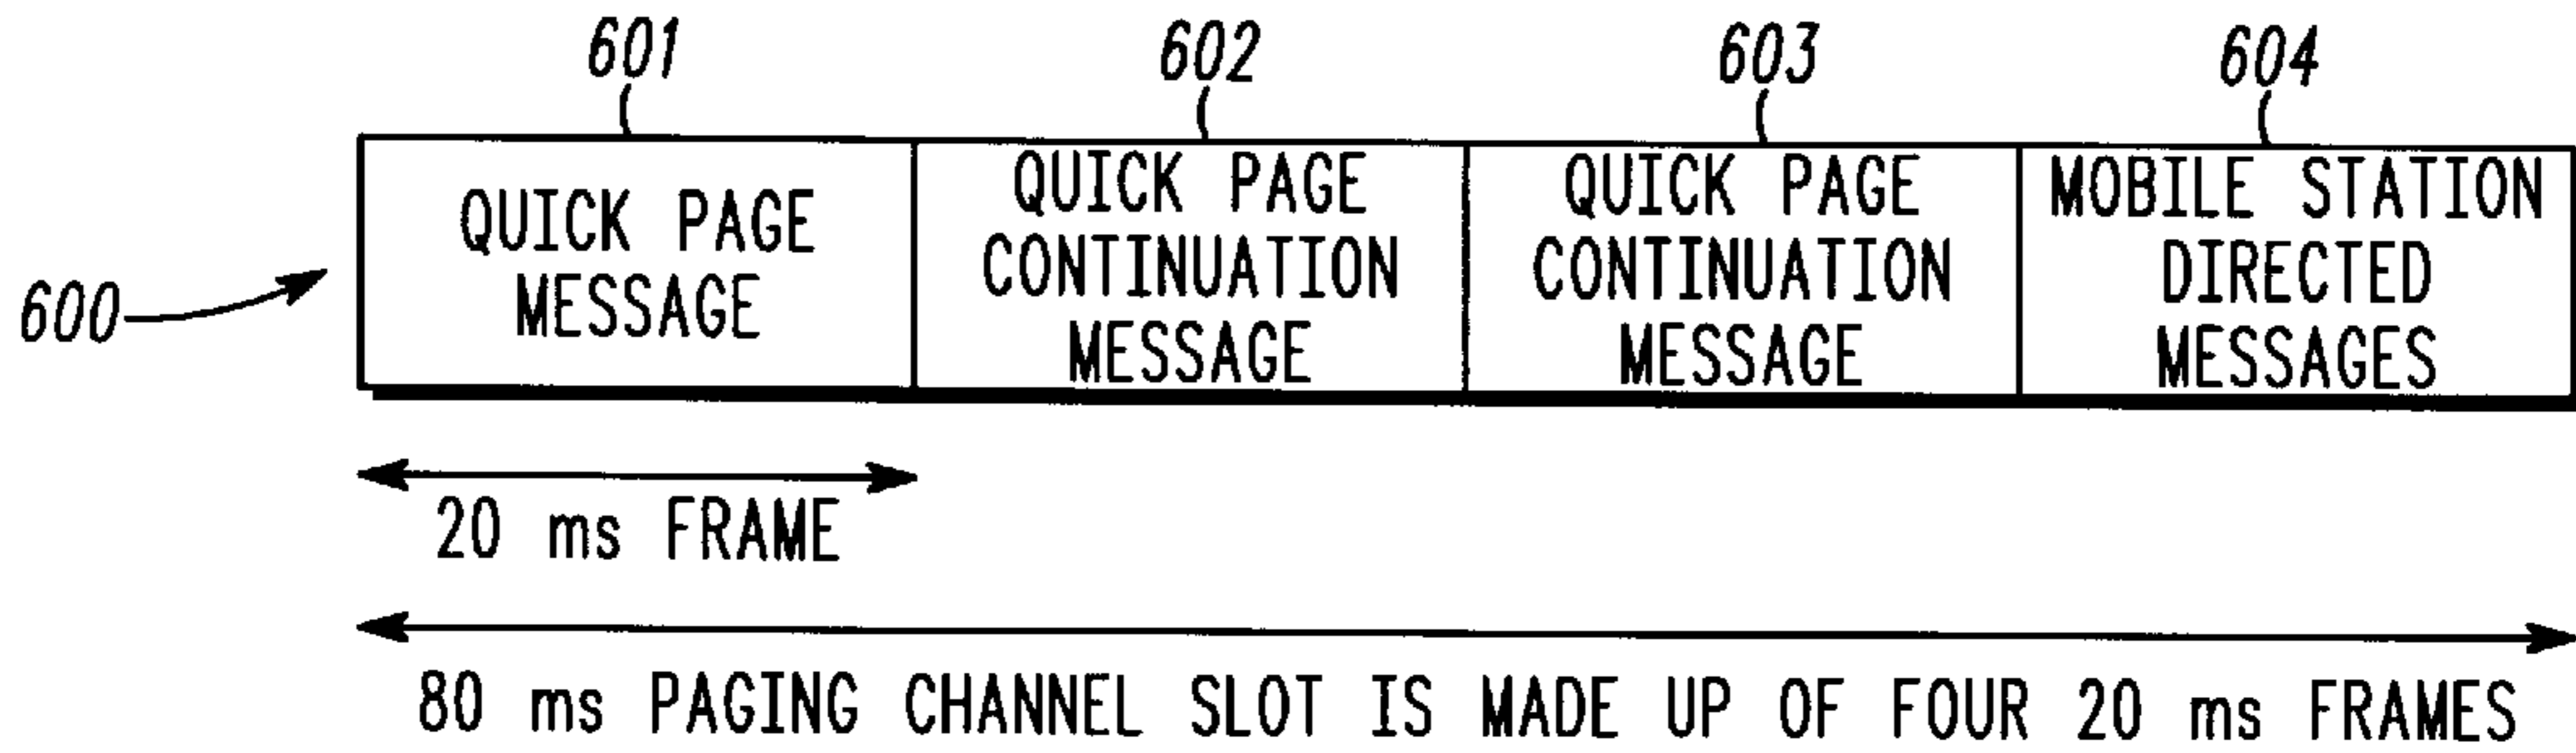 601
602
603
604
600
QUICK PAGE
MESSAGE
QUICK PAGE
CONTINUATION
MESSAGE
QUICK PAGE
CONTINUATION
MESSAGE
MOBILE STATION
DIRECTED
MESSAGES
20 ms FRAME
80 ms PAGING CHANNEL SLOT IS MADE UP OF FOUR 20 ms FRAMES